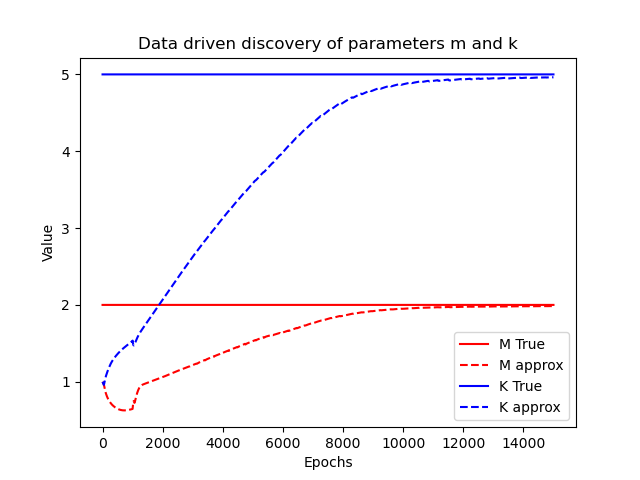 Data driven discovery of parameters m and k
Value
5
4
3
2
1
0 2000 4000 6000 8000 10000 12000 14000
Epochs
M True
M approx
K True
K approx